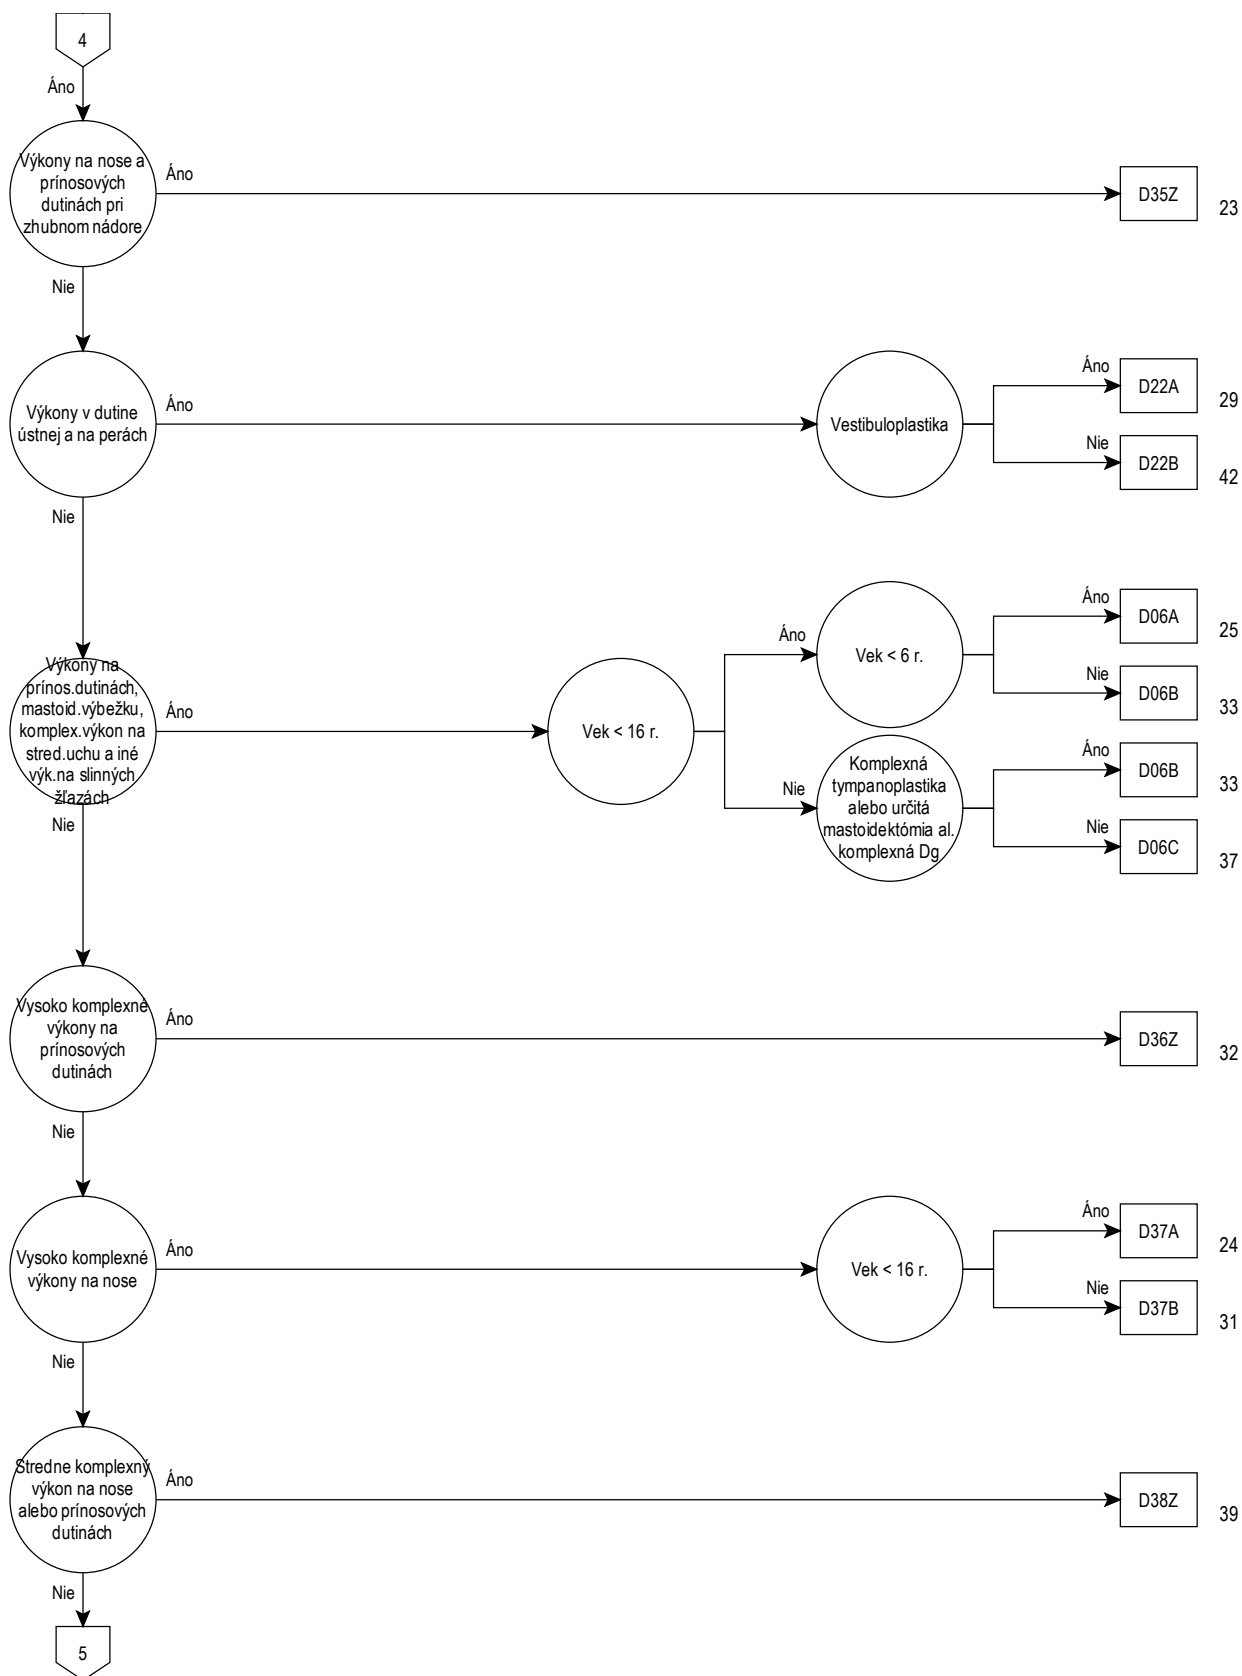 4
Áno
Výkony na nose a
prínosových
dutinách pri
zhubnom nádore
Áno
D35Z
23
Nie
Výkony v dutine
ústnej a na perách
Áno
Vestibuloplastika
Áno
D22A
29
Nie
D22B
42
Nie
Výkony na
prínos.dutinách,
mastoid.výbežku,
komplex.výkon na
stred.uchu a iné
výk.na slinných
žľazách
Áno
Vek < 16 r.
Áno
Vek < 6 r.
Áno
D06A
25
Nie
D06B
33
Nie
Komplexná
tympanoplastika
alebo určitá
mastoidektómia al.
komplexná Dg
Áno
D06B
33
Nie
D06C
37
Nie
Vysoko komplexné
výkony na
prínosových
dutinách
Áno
D36Z
32
Nie
Vysoko komplexné
výkony na nose
Áno
Vek < 16 r.
Áno
D37A
24
Nie
D37B
31
Nie
Stredne komplexný
výkon na nose
alebo prínosových
dutinách
Áno
D38Z
39
Nie
5